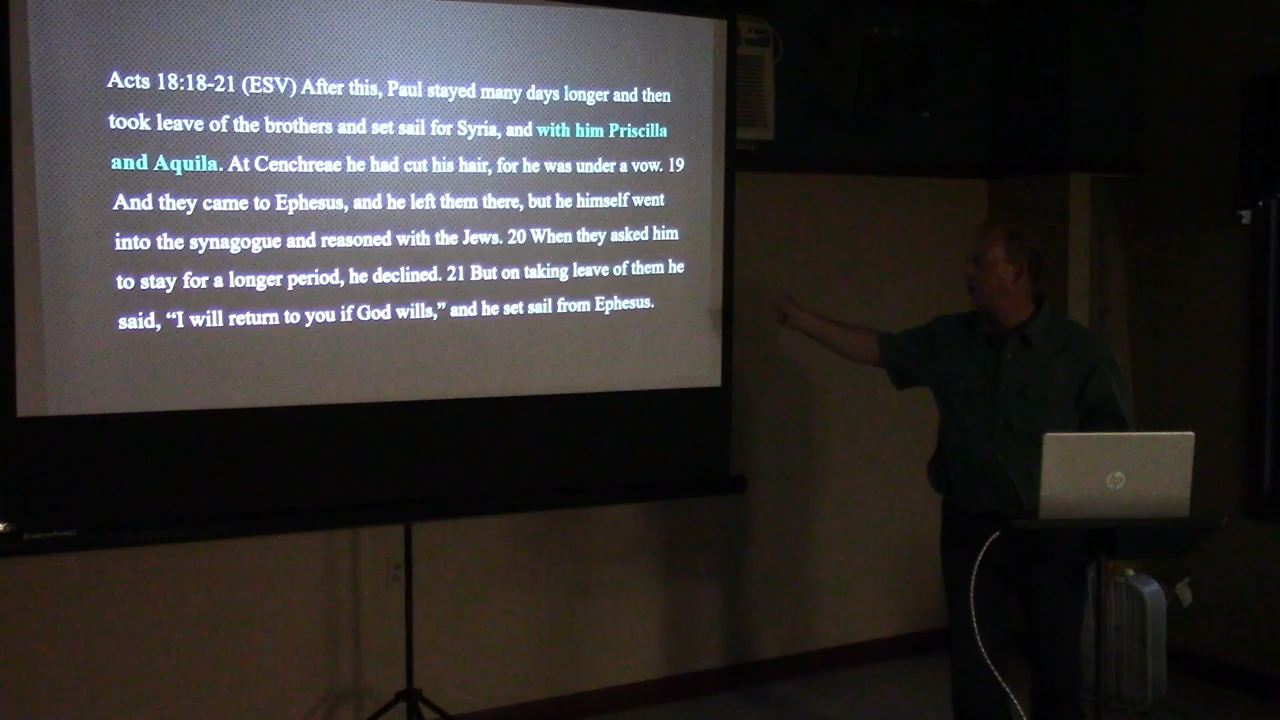 Acts 18:18-21 (ESV) After this, Paul stayed many days longer and then
took leave of the brothers and set sail for Syria, and with him Priscilla
and Aquila. At Cenchreae he had cut his hair, for he was under a vow. 19
And they came to Ephesus, and he left them there, but he himself went
into the synagogue and reasoned with the Jews. 20 When they asked him
to stay for a longer period, he declined. 21 But on taking leave of them he
said, “I will return to you if God wills,” and he set sail from Ephesus.
hp